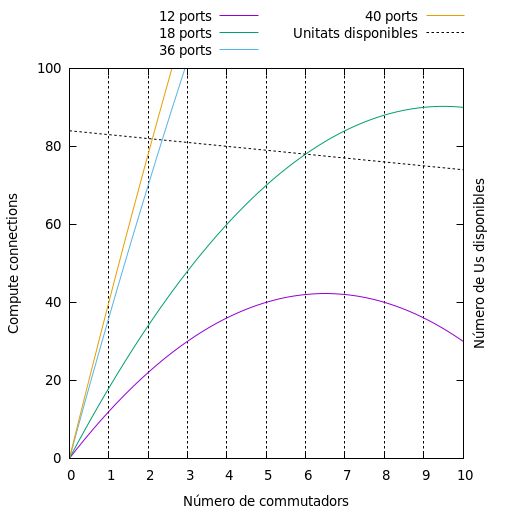 12 ports
18 ports
36 ports
40 ports
Unitats disponibles
100
80
60
40
20
0
0 1 2 3 4 5 6 7 8 9 10
Compute connections
Número de Us disponibles
Número de commutadors